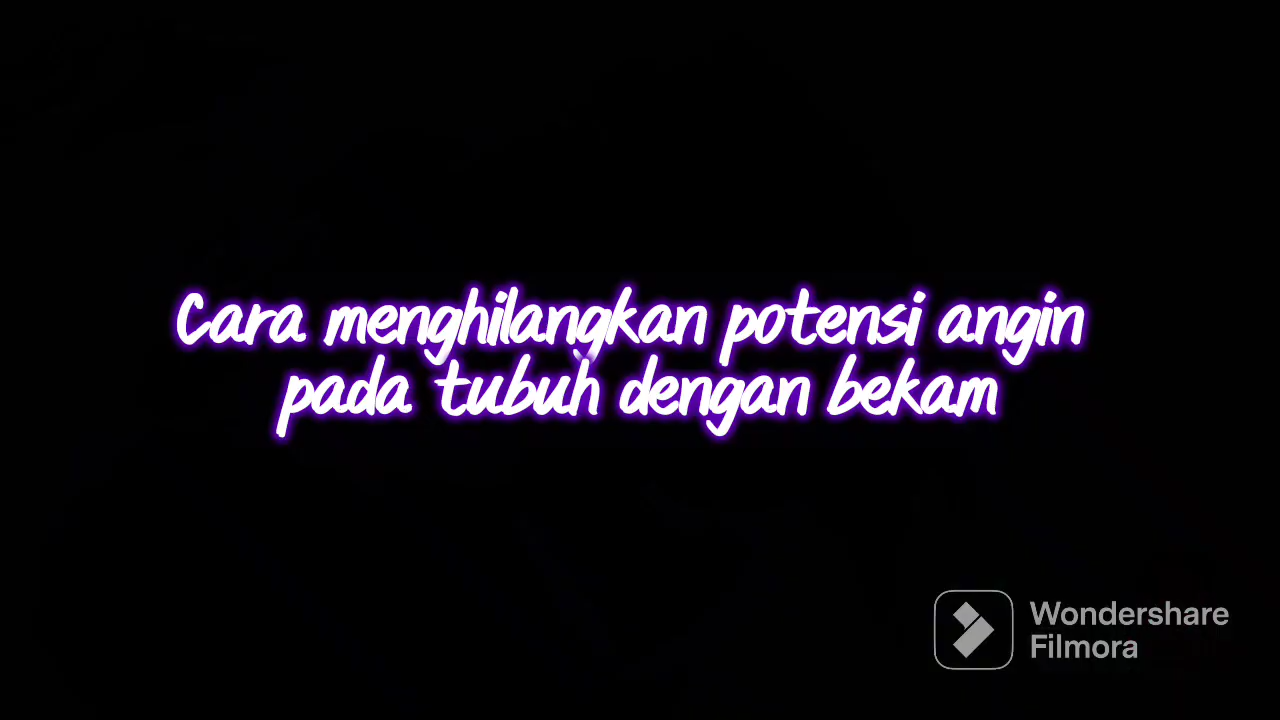 Cara menghilangkan potensi angin
pada tubuh dengan bekam
Wondershare
Filmora